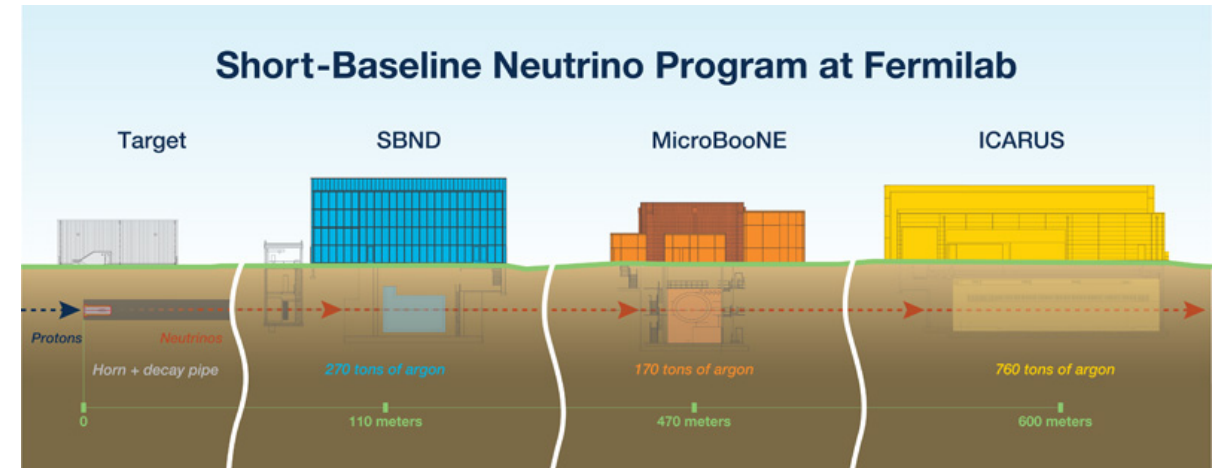 Short-Baseline Neutrino Program at Fermilab
Target
SBND
MicroBooNE
ICARUS
Protons
Neutrinos
Horn + decay pipe
270 tons of argon
170 tons of argon
760 tons of argon
0
110 meters
470 meters
600 meters